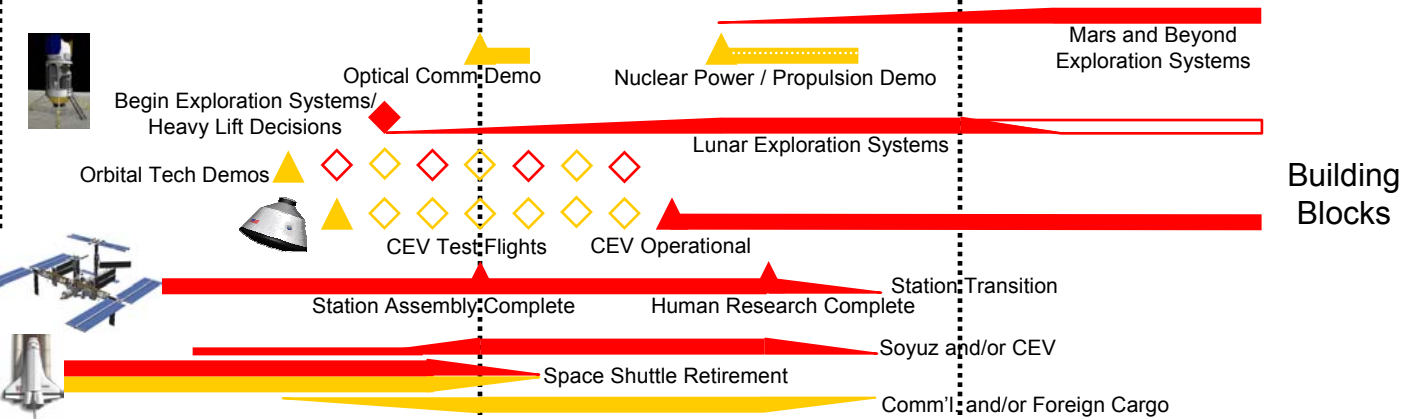 Mars and Beyond
Exploration Systems
Optical Comm Demo
Nuclear Power / Propulsion Demo
Begin Exploration Systems/
Heavy Lift Decisions
Lunar Exploration Systems
Orbital Tech Demos
Building
Blocks
CEV Test Flights
CEV Operational
Station Transition
Station Assembly Complete
Human Research Complete
Soyuz and/or CEV
Space Shuttle Retirement
Comm'l. and/or Foreign Cargo